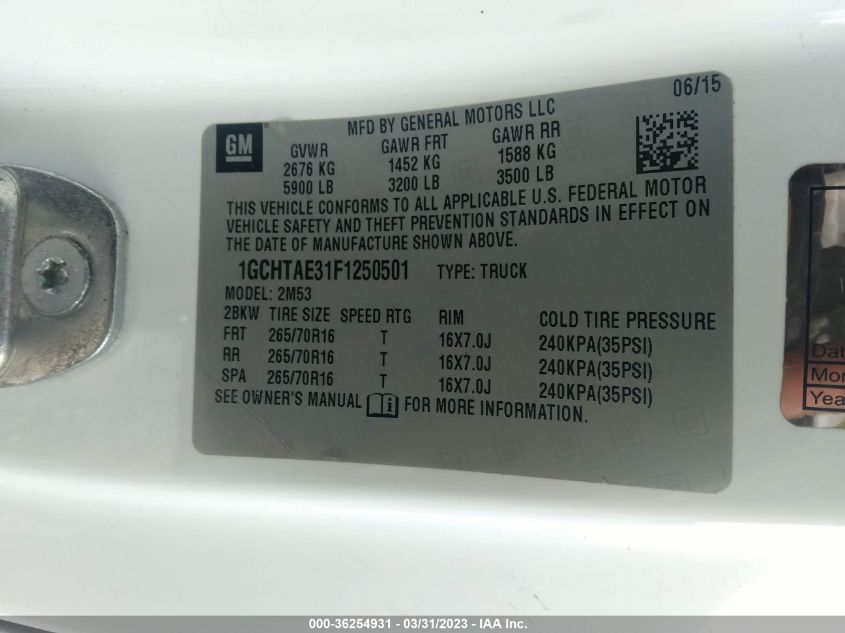 06/15
GM
MFD BY GENERAL MOTORS LLC
GVWR GAWR FRT GAWR RR
2676 KG 1452 KG 1588 KG
5900 LB 3200 LB 3500 LB
THIS VEHICLE CONFORMS TO ALL APPLICABLE U.S. FEDERAL MOTOR
VEHICLE SAFETY AND THEFT PREVENTION STANDARDS IN EFFECT ON
THE DATE OF MANUFACTURE SHOWN ABOVE.
1GCHTAE31F1250501 TYPE: TRUCK
MODEL: 2M53
2BKW TIRE SIZE SPEED RTG RIM COLD TIRE PRESSURE
FRT 265/70R16 T 16X7.0J 240KPA(35PSI)
RR 265/70R16 T 16X7.0J 240KPA(35PSI)
SPA 265/70R16 T 16X7.0J 240KPA(35PSI)
SEE OWNER'S MANUAL i FOR MORE INFORMATION.
000-36254931 - 03/31/2023 - IAA Inc.